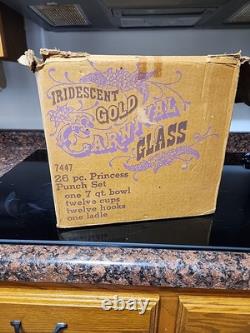 IRIDESCENT
GOLD
CARNIVAL
GLASS
7447
26 pc. Princess
Punch Set
one 7 qt. bowl
twelve cups
twelve hooks
one ladle